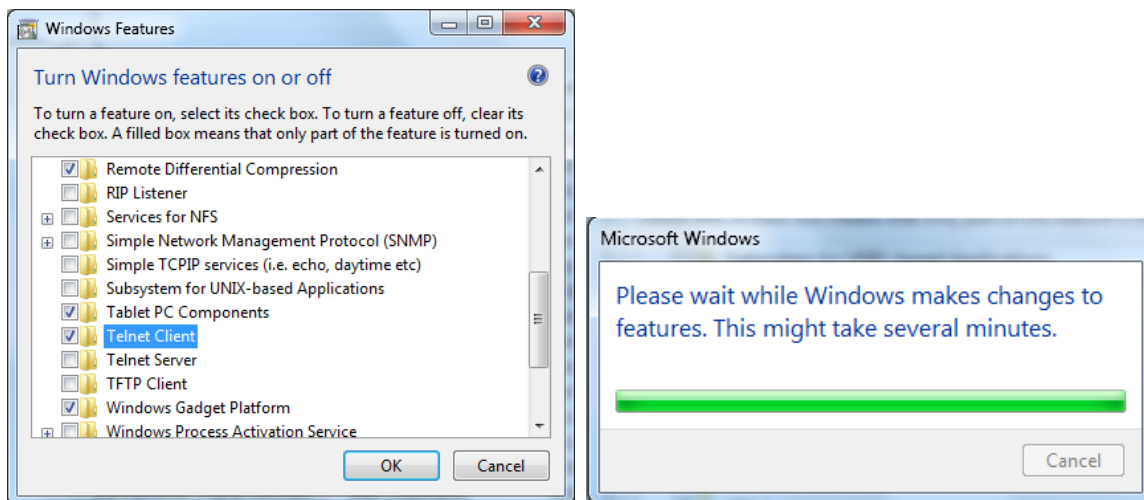 Windows Features
Turn Windows features on or off
To turn a feature on, select its check box. To turn a feature off, clear its
check box. A filled box means that only part of the feature is turned on.
Remote Differential Compression
RIP Listener
Services for NFS
Simple Network Management Protocol (SNMP)
Simple TCPIP services (i.e. echo, daytime etc)
Subsystem for UNIX-based Applications
Tablet PC Components
Telnet Client
Telnet Server
TFTP Client
Windows Gadget Platform
Windows Process Activation Service
OK
Cancel
Microsoft Windows
Please wait while Windows makes changes to
features. This might take several minutes.
Cancel